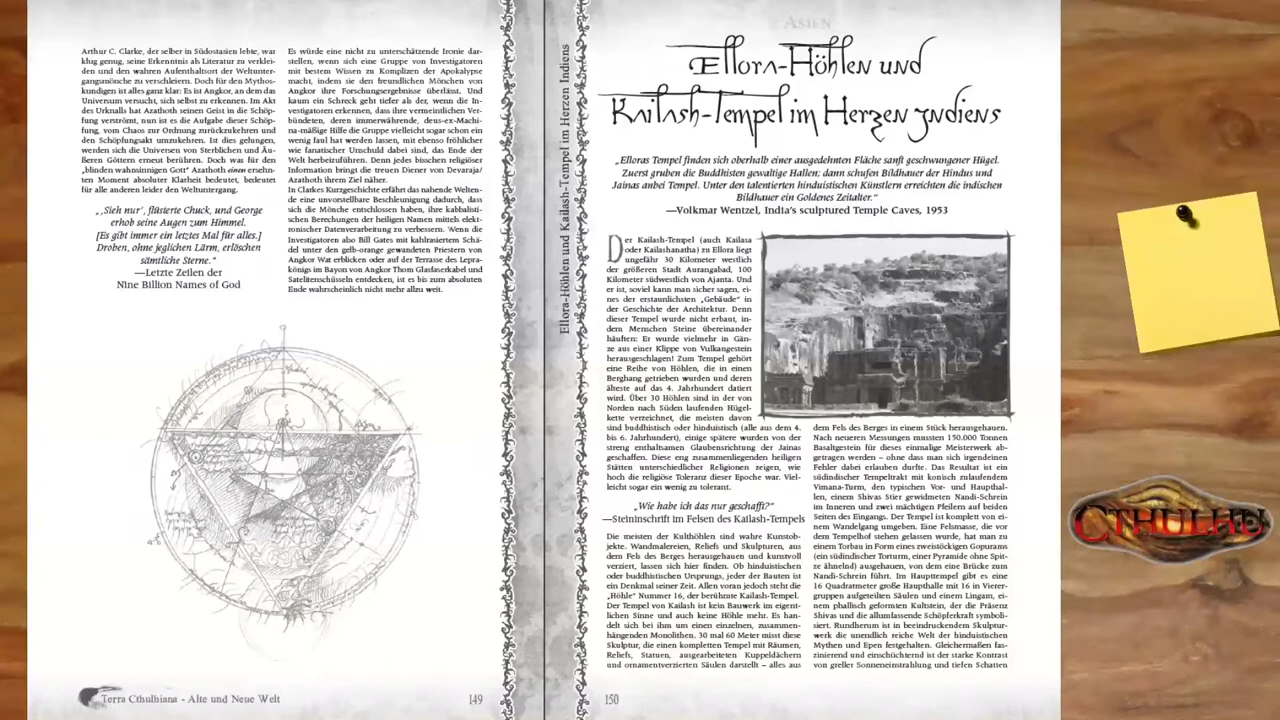 Arthur C. Clarke, der selber in Südostasien lebte, war
klug genug, seine Erkenntnis als Literatur zu verklei-
den und den wahren Aufenthaltsort der Weltunter-
gangsmönche zu verschleiern. Doch für den Mythos-
kundigen ist alles ganz klar: Es ist Angkor, an dem das
Universum versucht, sich selbst zu erkennen. Im Akt
des Urknalls hat Azathoth seinen Geist in die Schöp-
fung verströmt, nun ist es die Aufgabe dieser Schöp-
fung, vom Chaos zur Ordnung zurückzukehren und
den Schöpfungsakt umzukehren. Ist dies gelungen,
werden sich die Universen von Sterblichen und Äu-
ßeren Göttern erneut berühren. Doch was für den
„blinden wahnsinnigen Gott“ Azathoth einen ersehn-
ten Moment absoluter Klarheit bedeutet, bedeutet
für alle anderen leider den Weltuntergang.
„‚Sieh nur‘, flüsterte Chuck, und George
erhob seine Augen zum Himmel.
[Es gibt immer ein letztes Mal für alles.]
Droben, ohne jeglichen Lärm, erlöschen
sämtliche Sterne.“
—Letzte Zeilen der
Nine Billion Names of God
Es würde eine nicht zu unterschätzende Ironie dar-
stellen, wenn sich eine Gruppe von Investigatoren
mit bestem Wissen zu Komplizen der Apokalypse
macht, indem sie den freundlichen Mönchen von
Angkor ihre Forschungsergebnisse überlässt. Und
kaum ein Schreck geht tiefer als der, wenn die In-
vestigatoren erkennen, dass ihre vermeintlichen Ver-
bündeten, deren immerwährende, deus-ex-Machi-
na-mäßige Hilfe die Gruppe vielleicht sogar schon ein
wenig faul hat werden lassen, mit ebenso fröhlicher
wie fanatischer Unschuld dabei sind, das Ende der
Welt herbeizuführen. Denn jedes bisschen religiöser
Information bringt die treuen Diener von Devaraja/
Azathoth ihrem Ziel näher.
In Clarkes Kurzgeschichte erfährt das nahende Welten-
de eine unvorstellbare Beschleunigung dadurch, dass
sich die Mönche entschlossen haben, ihre kabbalisti-
schen Berechnungen der heiligen Namen mittels elekt-
ronischer Datenverarbeitung zu verbessern. Wenn die
Investigatoren also Bill Gates mit kahlrasiertem Schä-
del unter den gelb-orange gewandeten Priestern von
Angkor Wat erblicken oder auf der Terrasse des Lepra-
königs im Bayon von Angkor Thom Glasfaserkabel und
Satellitenschüsseln entdecken, ist es bis zum absoluten
Ende wahrscheinlich nicht mehr allzu weit.
Terra Cthulhiana - Alte und Neue Welt
149
Ellora-Höhlen und Kailash-Tempel im Herzen Indiens
Asien
Ellora-Höhlen und
Kailash-Tempel im Herzen Indiens
„Elloras Tempel finden sich oberhalb einer ausgedehnten Fläche sanft geschwungener Hügel.
Zuerst gruben die Buddhisten gewaltige Hallen; dann schufen Bildhauer der Hindus und
Jainas anbei Tempel. Unter den talentierten hinduistischen Künstlern erreichten die indischen
Bildhauer ein Goldenes Zeitalter.“
—Volkmar Wentzel, India's sculptured Temple Caves, 1953
Der Kailash-Tempel (auch Kailasa
oder Kailashanatha) zu Ellora liegt
ungefähr 30 Kilometer westlich
der größeren Stadt Aurangabad, 100
Kilometer südwestlich von Ajanta. Und
er ist, soviel kann man sicher sagen, ei-
nes der erstaunlichsten „Gebäude“ in
der Geschichte der Architektur. Denn
dieser Tempel wurde nicht erbaut, in-
dem Menschen Steine übereinander
häuften: Er wurde vielmehr in Gän-
ze aus einer Klippe von Vulkangestein
herausgeschlagen! Zum Tempel gehört
eine Reihe von Höhlen, die in einen
Berghang getrieben wurden und deren
älteste auf das 4. Jahrhundert datiert
wird. Über 30 Höhlen sind in der von
Norden nach Süden laufenden Hügel-
kette verzeichnet, die meisten davon
sind buddhistisch oder hinduistisch (alle aus dem 4.
bis 6. Jahrhundert), einige spätere wurden von der
streng enthaltsamen Glaubensrichtung der Jainas
geschaffen. Diese eng zusammenliegenden heiligen
Stätten unterschiedlicher Religionen zeigen, wie
hoch die religiöse Toleranz dieser Epoche war. Viel-
leicht sogar ein wenig zu tolerant.
„Wie habe ich das nur geschafft?“
—Steininschrift im Felsen des Kailash-Tempels
Die meisten der Kulthöhlen sind wahre Kunstob-
jekte. Wandmalereien, Reliefs und Skulpturen, aus
dem Fels des Berges herausgehauen und kunstvoll
verziert, lassen sich hier finden. Ob hinduistischen
oder buddhistischen Ursprungs, jeder der Bauten ist
ein Denkmal seiner Zeit. Allen voran jedoch steht die
„Höhle“ Nummer 16, der berühmte Kailash-Tempel.
Der Tempel von Kailash ist kein Bauwerk im eigent-
lichen Sinne und auch keine Höhle mehr. Es han-
delt sich bei ihm um einen einzelnen, zusammen-
hängenden Monolithen. 30 mal 60 Meter misst diese
Skulptur, die einen kompletten Tempel mit Räumen,
Reliefs, Statuen, ausgearbeiteten Kuppeldächern
und ornamentverzierten Säulen darstellt – alles aus
dem Fels des Berges in einem Stück herausgehauen.
Nach neueren Messungen mussten 150.000 Tonnen
Basaltgestein für dieses einmalige Meisterwerk ab-
getragen werden – ohne dass man sich irgendeinen
Fehler dabei erlauben durfte. Das Resultat ist ein
südindischer Tempeltrakt mit konisch zulaufendem
Vimana-Turm, den typischen Vor- und Haupthal-
len, einem Shivas Stier gewidmeten Nandi-Schrein
im Inneren und zwei mächtigen Pfeilern auf beiden
Seiten des Eingangs. Der Tempel ist komplett von ei-
nem Wandelgang umgeben. Eine Felsmasse, die vor
dem Tempelhof stehen gelassen wurde, hat man zu
einem Torbau in Form eines zweistöckigen Gopurams
(ein südindischer Torturm, einer Pyramide ohne Spit-
ze ähnelnd) ausgehauen, von dem eine Brücke zum
Nandi-Schrein führt. Im Haupttempel gibt es eine
16 Quadratmeter große Haupthalle mit 16 in Vierer-
gruppen aufgeteilten Säulen und einem Lingam, ei-
nem phallisch geformten Kultstein, der die Präsenz
Shivas und die allumfassende Schöpferkraft symboli-
siert. Rundherum ist in beeindruckendem Skulptur-
werk die unendlich reiche Welt der hinduistischen
Mythen und Epen festgehalten. Gleichermaßen fas-
zinierend und einschüchternd ist der starke Kontrast
von greller Sonneneinstrahlung und tiefen Schatten
150
CTHULHU